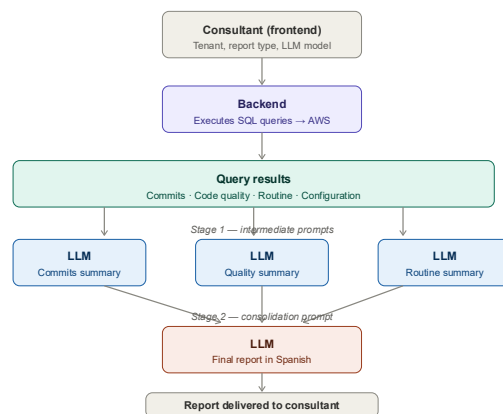 Consultant (frontend)
Tenant, report type, LLM model
Backend
Executes SQL queries → AWS
Query results
Commits · Code quality · Routine · Configuration
Stage 1 — intermediate prompts
LLM
Commits summary
LLM
Quality summary
LLM
Routine summary
Stage 2 — consolidation prompt
LLM
Final report in Spanish
Report delivered to consultant